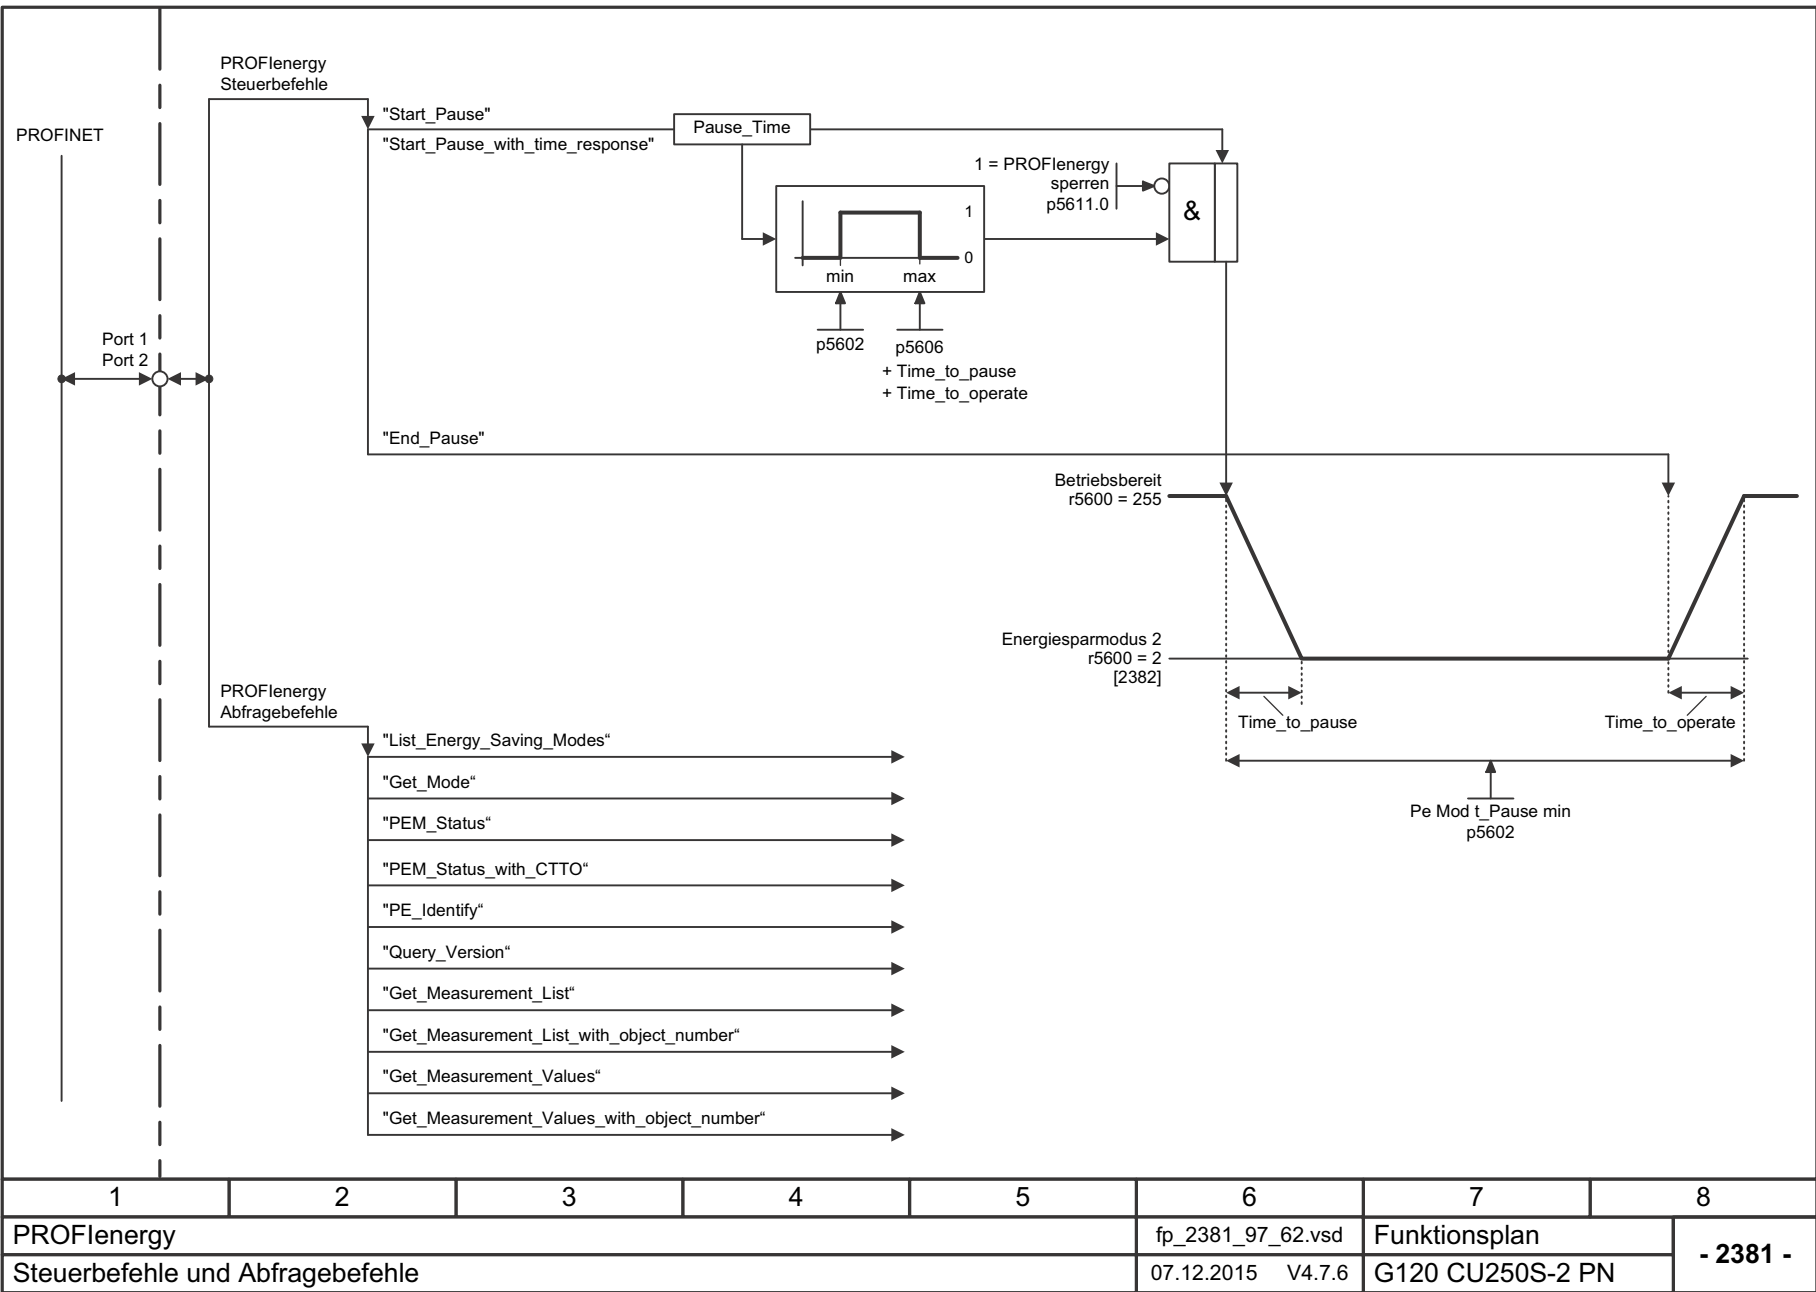 PROFIenergy
Steuerbefehle
PROFINET
"Start_Pause"
"Start_Pause_with_time_response"
Pause_Time
1 = PROFIenergy
sperren
p5611.0
&
1
0
min
max
p5602
p5606
+ Time_to_pause
+ Time_to_operate
Port 1
Port 2
"End_Pause"
Betriebsbereit
r5600 = 255
Energiesparmodus 2
r5600 = 2
[2382]
Time_to_pause
Time_to_operate
Pe Mod t_Pause min
p5602
PROFIenergy
Abfragebefehle
"List_Energy_Saving_Modes“
"Get_Mode“
"PEM_Status“
"PEM_Status_with_CTTO“
"PE_Identify“
"Query_Version“
"Get_Measurement_List“
"Get_Measurement_List_with_object_number“
"Get_Measurement_Values“
"Get_Measurement_Values_with_object_number“
1 2 3 4 5 6 7 8
PROFIenergy
fp_2381_97_62.vsd
Funktionsplan
- 2381 -
Steuerbefehle und Abfragebefehle
07.12.2015 V4.7.6
G120 CU250S-2 PN